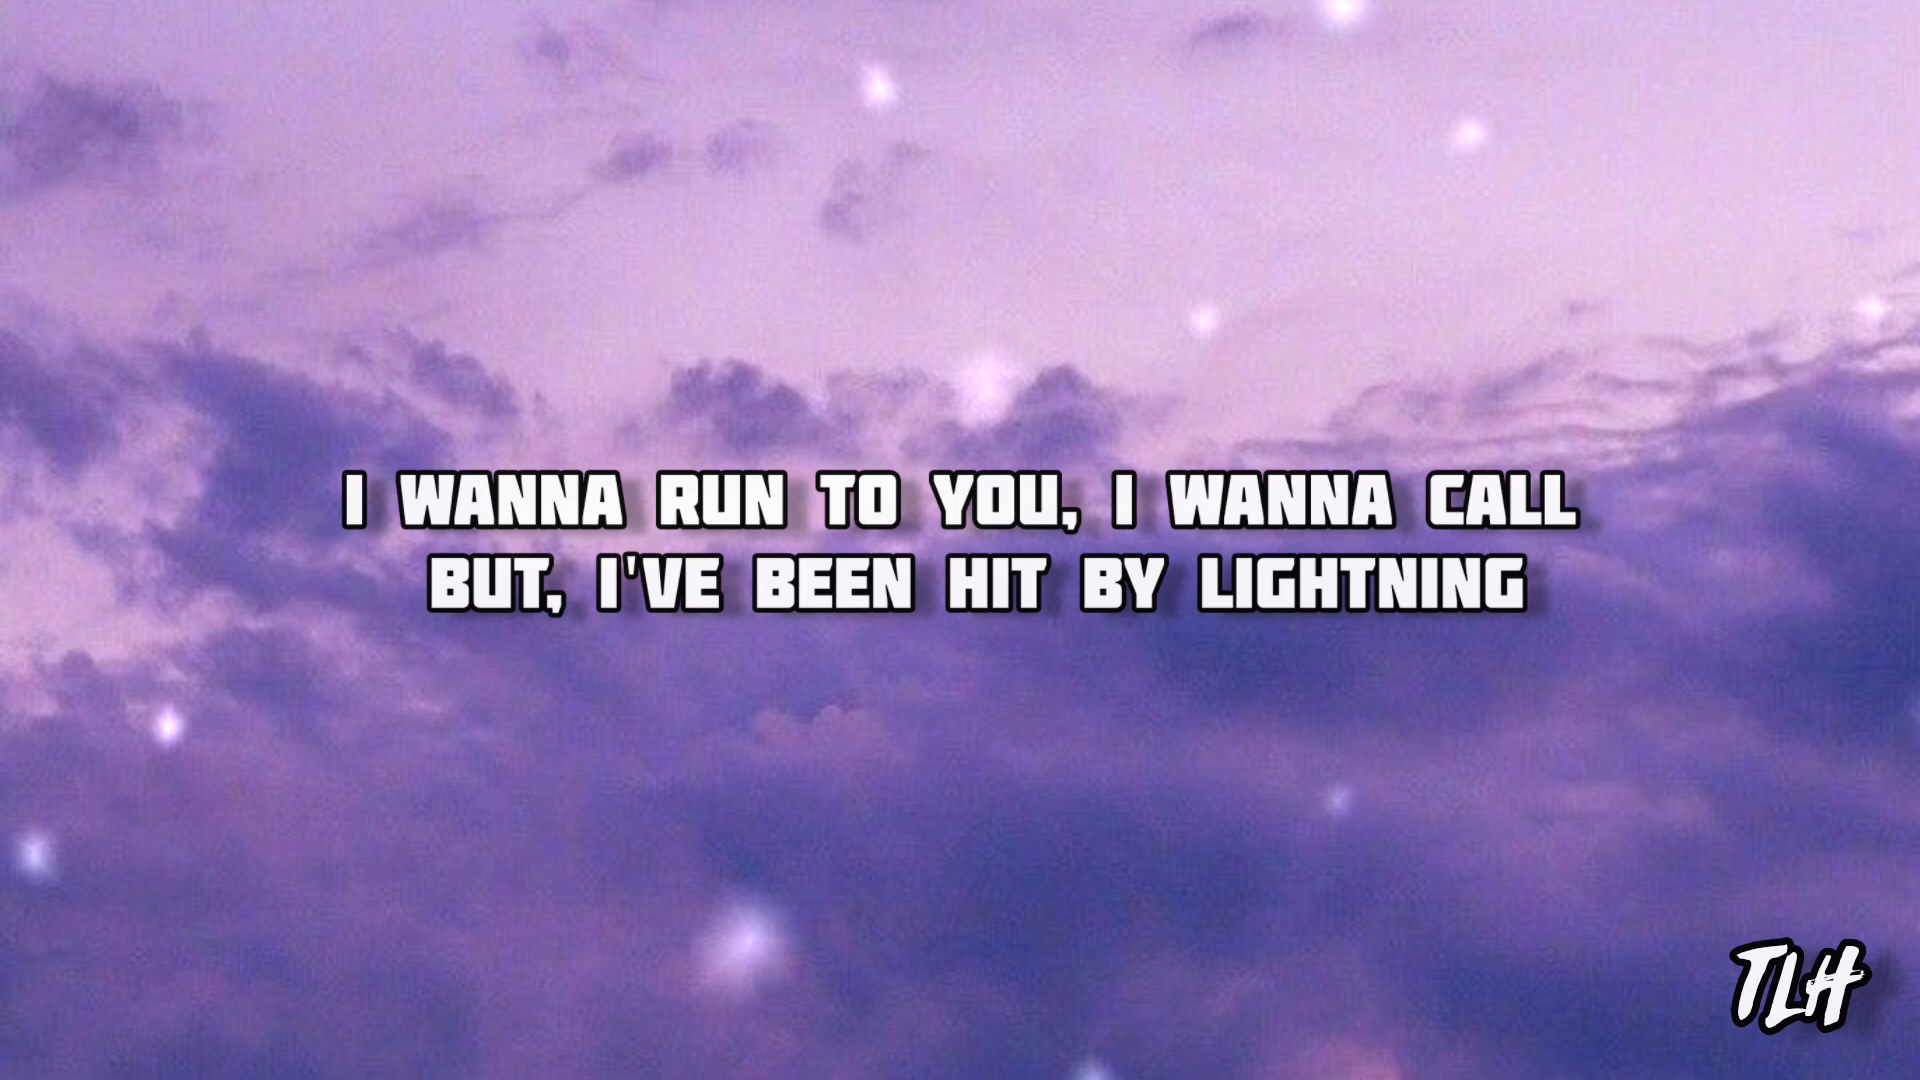 I WANNA RUN TO YOU, I WANNA CALL
BUT, I'VE BEEN HIT BY LIGHTNING
TLH